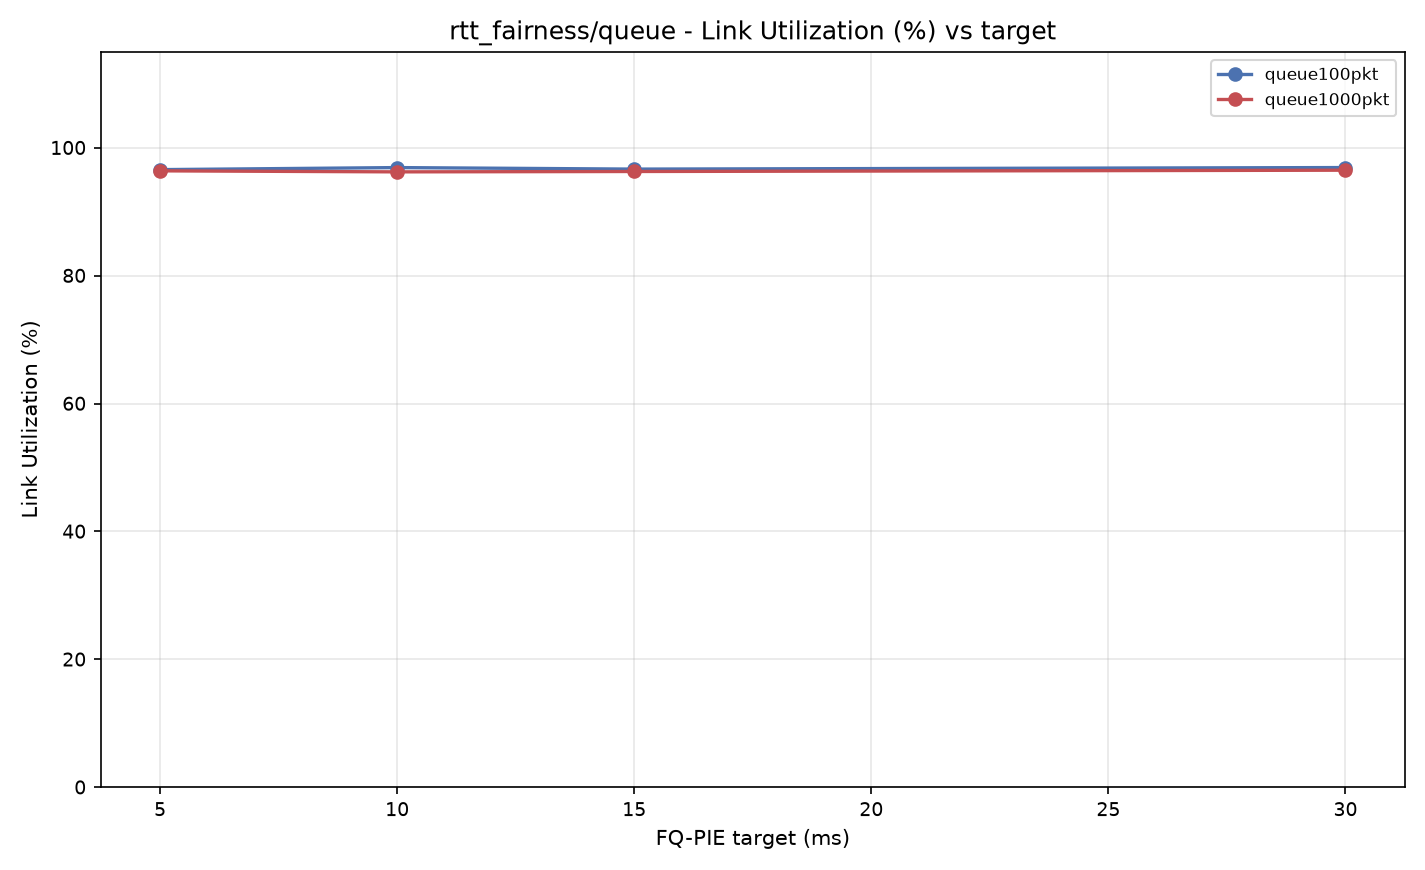 rtt_fairness/queue - Link Utilization (%) vs target
queue100pkt
queue1000pkt
100
80
60
40
20
0
Link Utilization (%)
5 10 15 20 25 30
FQ-PIE target (ms)